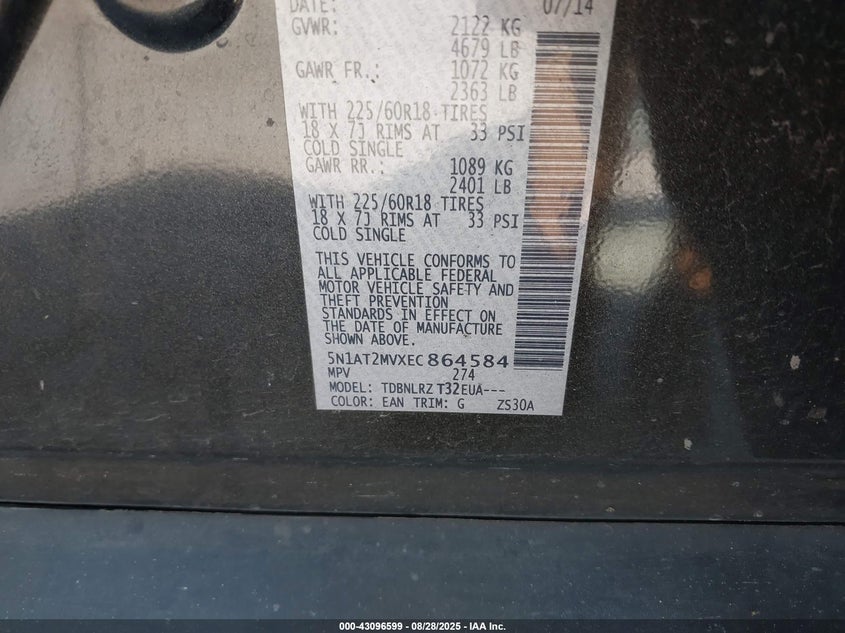 DATE: 07/14
GVWR: 2122 KG
4679 LB
GAWR FR.: 1072 KG
2363 LB
WITH 225/60R18 TIRES
18 X 7J RIMS AT 33 PSI
COLD SINGLE
GAWR RR.: 1089 KG
2401 LB
WITH 225/60R18 TIRES
18 X 7J RIMS AT 33 PSI
COLD SINGLE
THIS VEHICLE CONFORMS TO
ALL APPLICABLE FEDERAL
MOTOR VEHICLE SAFETY AND
THEFT PREVENTION
STANDARDS IN EFFECT ON
THE DATE OF MANUFACTURE
SHOWN ABOVE.
5N1AT2MVXEC864584
MPV 274
MODEL: TDBNLRZ T32EUA---
COLOR: EAN TRIM: G ZS30A
000-43096599 / 08/28/2025 - IAA Inc.